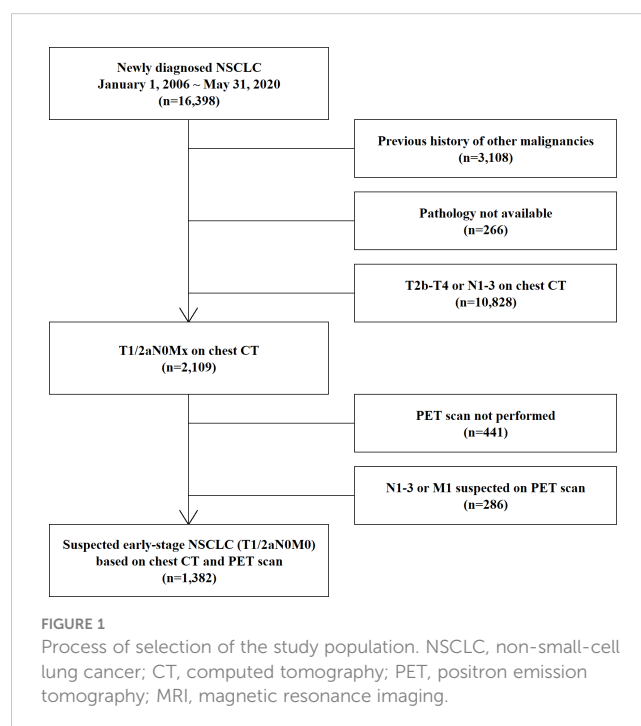 Newly diagnosed NSCLC
January 1, 2006 ~ May 31, 2020
(n=16,398)
Previous history of other malignancies
(n=3,108)
Pathology not available
(n=266)
T2b-T4 or N1-3 on chest CT
(n=10,828)
T1/2aN0Mx on chest CT
(n=2,109)
PET scan not performed
(n=441)
N1-3 or M1 suspected on PET scan
(n=286)
Suspected early-stage NSCLC (T1/2aN0M0)
based on chest CT and PET scan
(n=1,382)
FIGURE 1
Process of selection of the study population. NSCLC, non-small-cell
lung cancer; CT, computed tomography; PET, positron emission
tomography; MRI, magnetic resonance imaging.